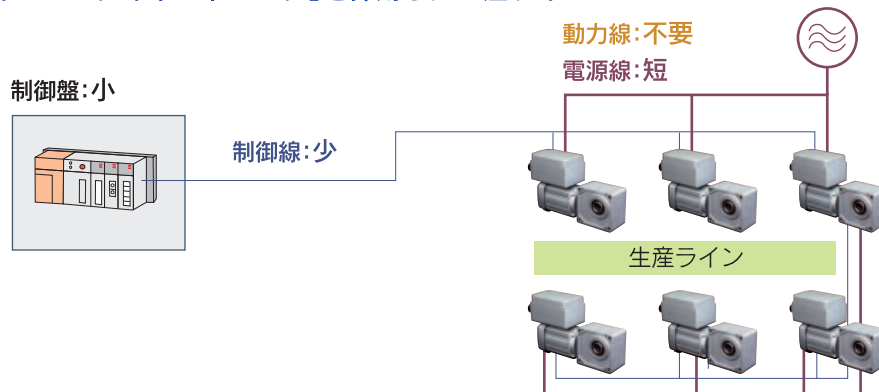 動力線:不要
電源線:短
制御盤:小
制御線:少
生産ライン